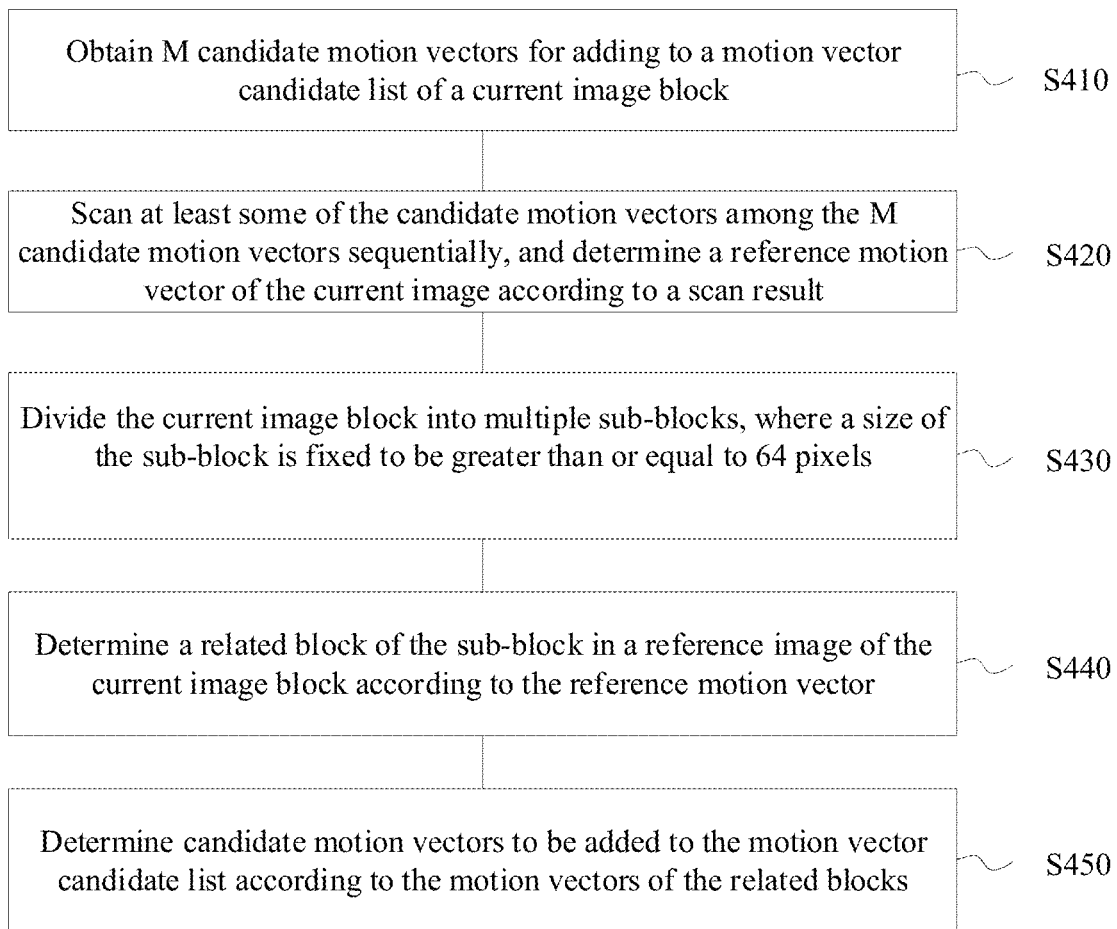 Obtain M candidate motion vectors for adding to a motion vector
candidate list of a current image block
S410
Scan at least some of the candidate motion vectors among the M
candidate motion vectors sequentially, and determine a reference motion
vector of the current image according to a scan result
S420
Divide the current image block into multiple sub-blocks, where a size of
the sub-block is fixed to be greater than or equal to 64 pixels
S430
Determine a related block of the sub-block in a reference image of the
current image block according to the reference motion vector
S440
Determine candidate motion vectors to be added to the motion vector
candidate list according to the motion vectors of the related blocks
S450